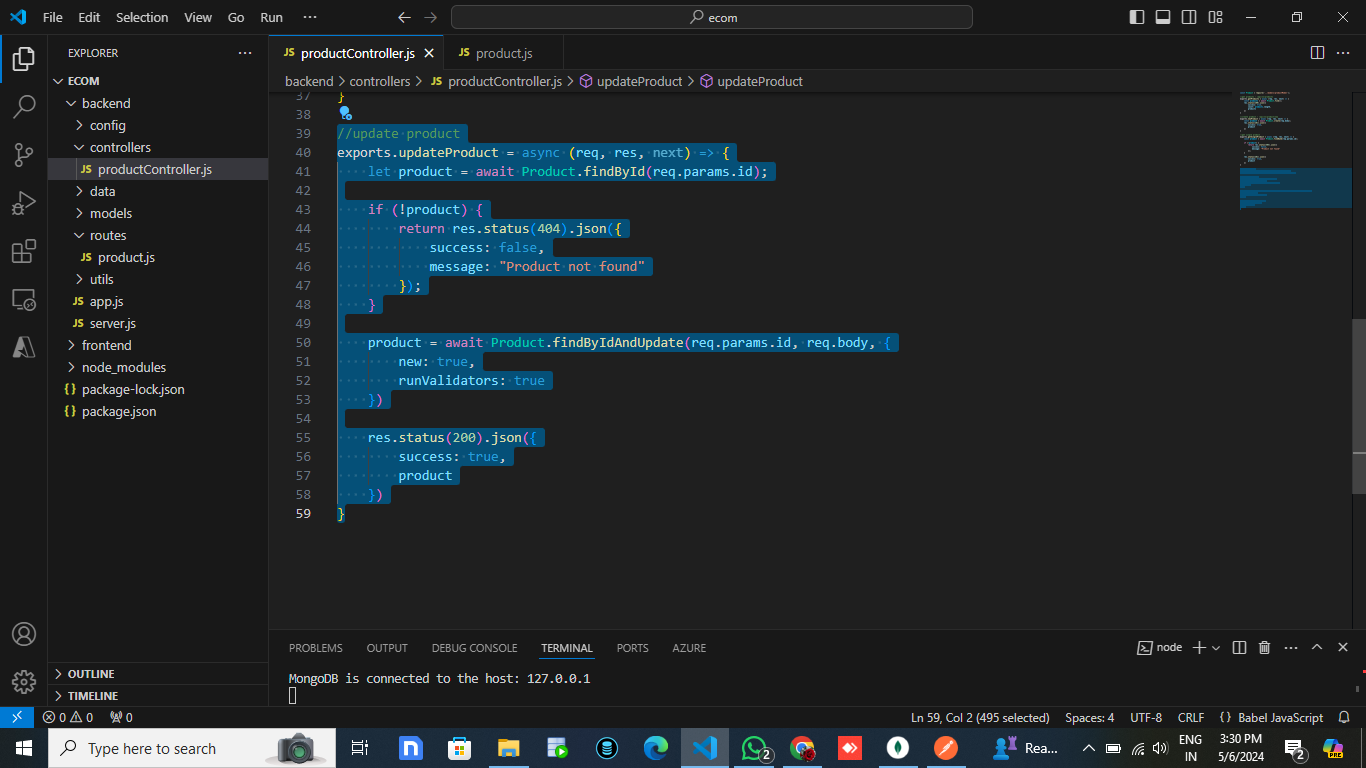 File Edit Selection View Go Run ··· ecom
EXPLORER ···
ECOM
backend
config
controllers
JS productController.js
data
models
routes
JS product.js
utils
JS app.js
JS server.js
frontend
node_modules
{} package-lock.json
{} package.json
OUTLINE
TIMELINE
JS productController.js JS product.js
backend > controllers > JS productController.js > updateProduct > updateProduct
37 }
38
39 //update product
40 exports.updateProduct = async (req, res, next) => {
41 let product = await Product.findById(req.params.id);
42
43 if (!product) {
44 return res.status(404).json({
45 success: false,
46 message: "Product not found"
47 });
48 }
49
50 product = await Product.findByIdAndUpdate(req.params.id, req.body, {
51 new: true,
52 runValidators: true
53 })
54
55 res.status(200).json({
56 success: true,
57 product
58 })
59 }
PROBLEMS OUTPUT DEBUG CONSOLE TERMINAL PORTS AZURE node
MongoDB is connected to the host: 127.0.0.1
0 0 0 Ln 59, Col 2 (495 selected) Spaces: 4 UTF-8 CRLF {} Babel JavaScript
Type here to search 2 Rea... ENG IN 3:30 PM 5/6/2024 2 PRE